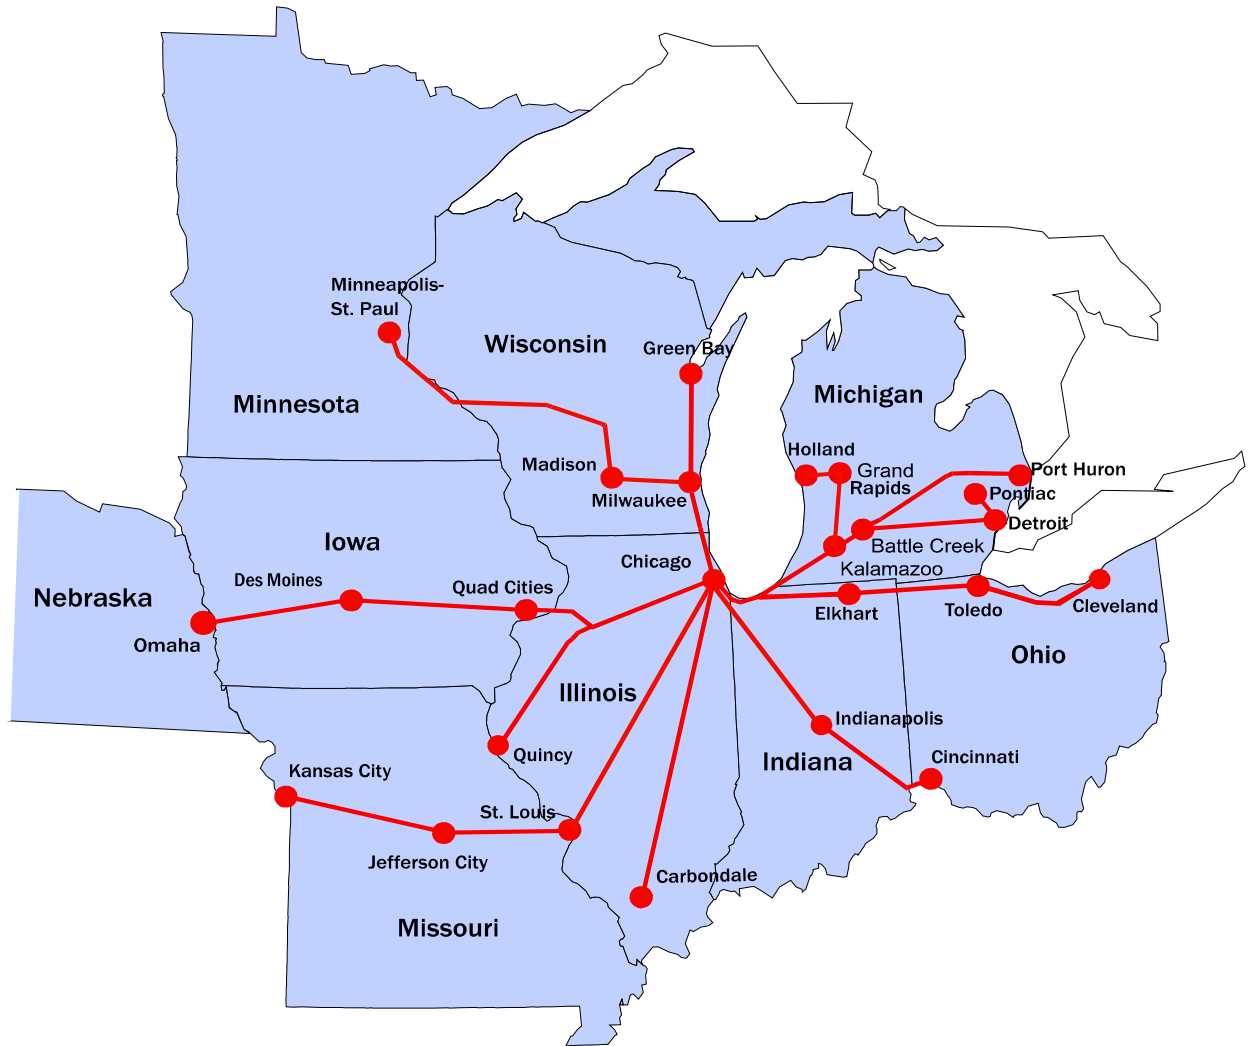 Minneapolis-
St. Paul
Wisconsin
Green Bay
Minnesota
Michigan
Holland
Grand
Rapids
Port Huron
Pontiac
Detroit
Madison
Milwaukee
Battle Creek
Kalamazoo
Iowa
Chicago
Des Moines
Quad Cities
Nebraska
Omaha
Elkhart
Toledo
Cleveland
Ohio
Illinois
Indianapolis
Quincy
Indiana
Cincinnati
Kansas City
St. Louis
Jefferson City
Carbondale
Missouri